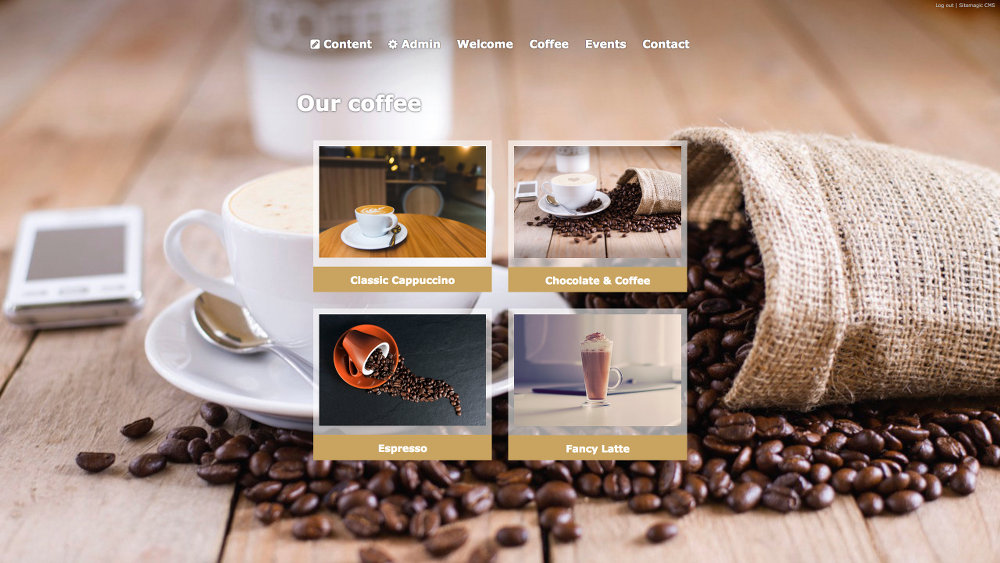 Log out | Sitemagic CMS
Content Admin Welcome Coffee Events Contact
Our coffee
Classic Cappuccino
Chocolate & Coffee
Espresso
Fancy Latte